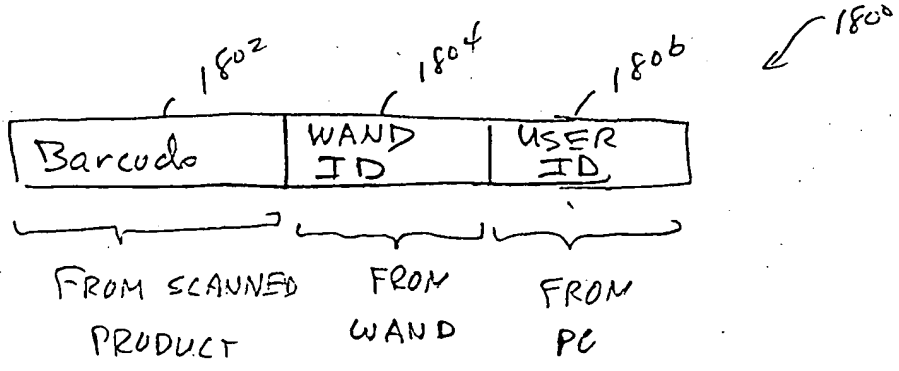 1800
1802 1804 1806
Barcode WAND ID USER ID
FROM SCANNED PRODUCT
FROM WAND
FROM PC